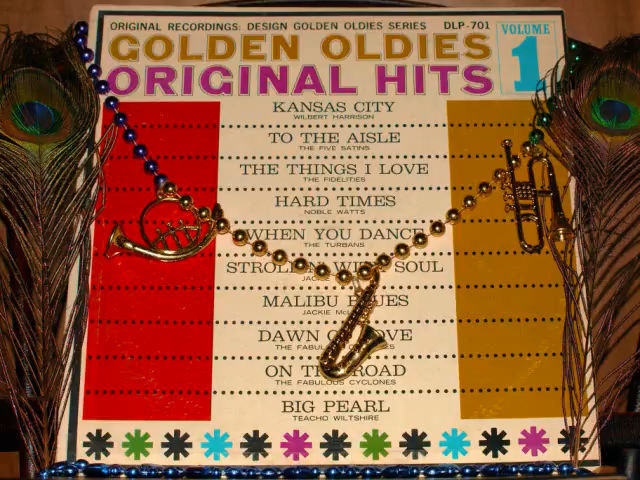 ORIGINAL RECORDINGS: DESIGN GOLDEN OLDIES SERIES DLP-701
GOLDEN OLDIES
ORIGINAL HITS
VOLUME
1
KANSAS CITY
WILBERT HARRISON
TO THE AISLE
THE FIVE SATINS
THE THINGS I LOVE
THE FIDELITIES
HARD TIMES
NOBLE WATTS
WHEN YOU DANCE
THE TURBANS
SOUL
MALIBU
JACKIE
DAWN
THE
ON ROAD
THE FABULOUS CYCLONES
BIG PEARL
TEACHO WILTSHIRE